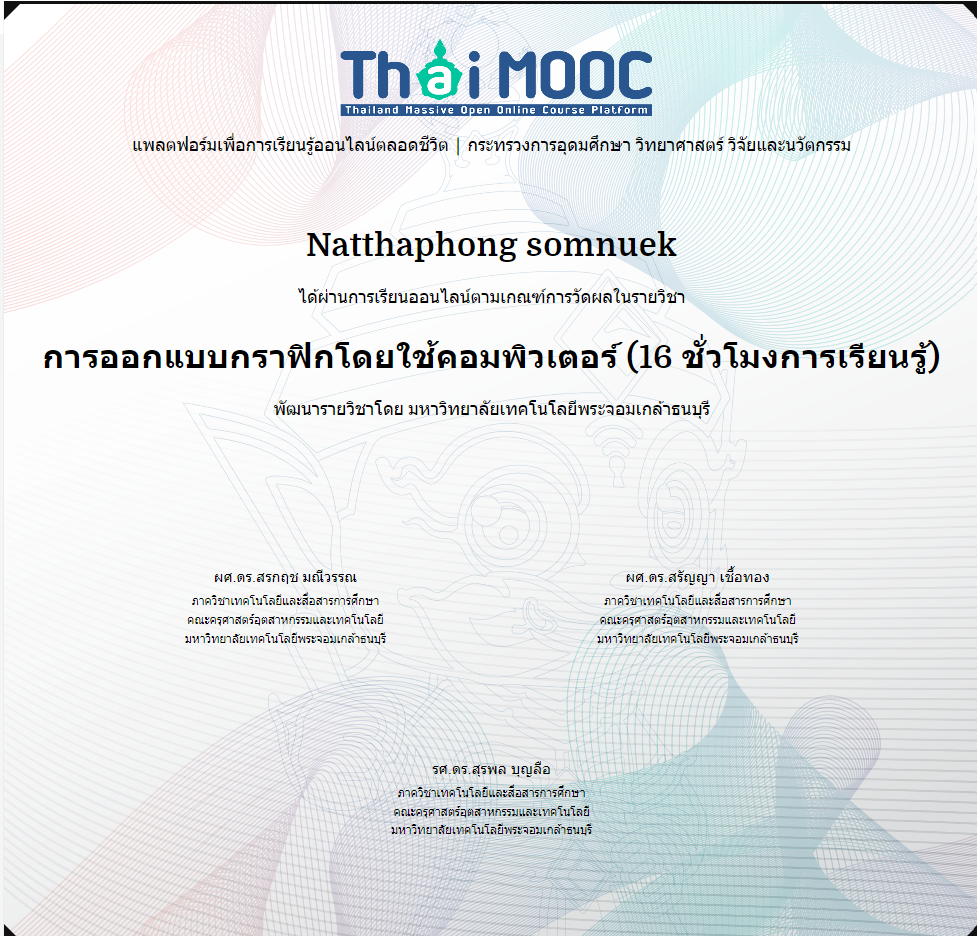 Thai MOOC
Thailand Massive Open Online Course Platform
แพลตฟอร์มเพื่อการเรียนรู้ออนไลน์ตลอดชีวิต | กระทรวงการอุดมศึกษา วิทยาศาสตร์ วิจัยและนวัตกรรม
Natthaphong somnuek
ได้ผ่านการเรียนออนไลน์ตามเกณฑ์การวัดผลในรายวิชา
การออกแบบกราฟิกโดยใช้คอมพิวเตอร์ (16 ชั่วโมงการเรียนรู้)
พัฒนารายวิชาโดย มหาวิทยาลัยเทคโนโลยีพระจอมเกล้าธนบุรี
ผศ.ดร.สรกฤช มณีวรรณ
ภาควิชาเทคโนโลยีและสื่อสารการศึกษา
คณะครุศาสตร์อุตสาหกรรมและเทคโนโลยี
มหาวิทยาลัยเทคโนโลยีพระจอมเกล้าธนบุรี
ผศ.ดร.สรัญญา เชื้อทอง
ภาควิชาเทคโนโลยีและสื่อสารการศึกษา
คณะครุศาสตร์อุตสาหกรรมและเทคโนโลยี
มหาวิทยาลัยเทคโนโลยีพระจอมเกล้าธนบุรี
รศ.ดร.สุรพล บุญลือ
ภาควิชาเทคโนโลยีและสื่อสารการศึกษา
คณะครุศาสตร์อุตสาหกรรมและเทคโนโลยี
มหาวิทยาลัยเทคโนโลยีพระจอมเกล้าธนบุรี